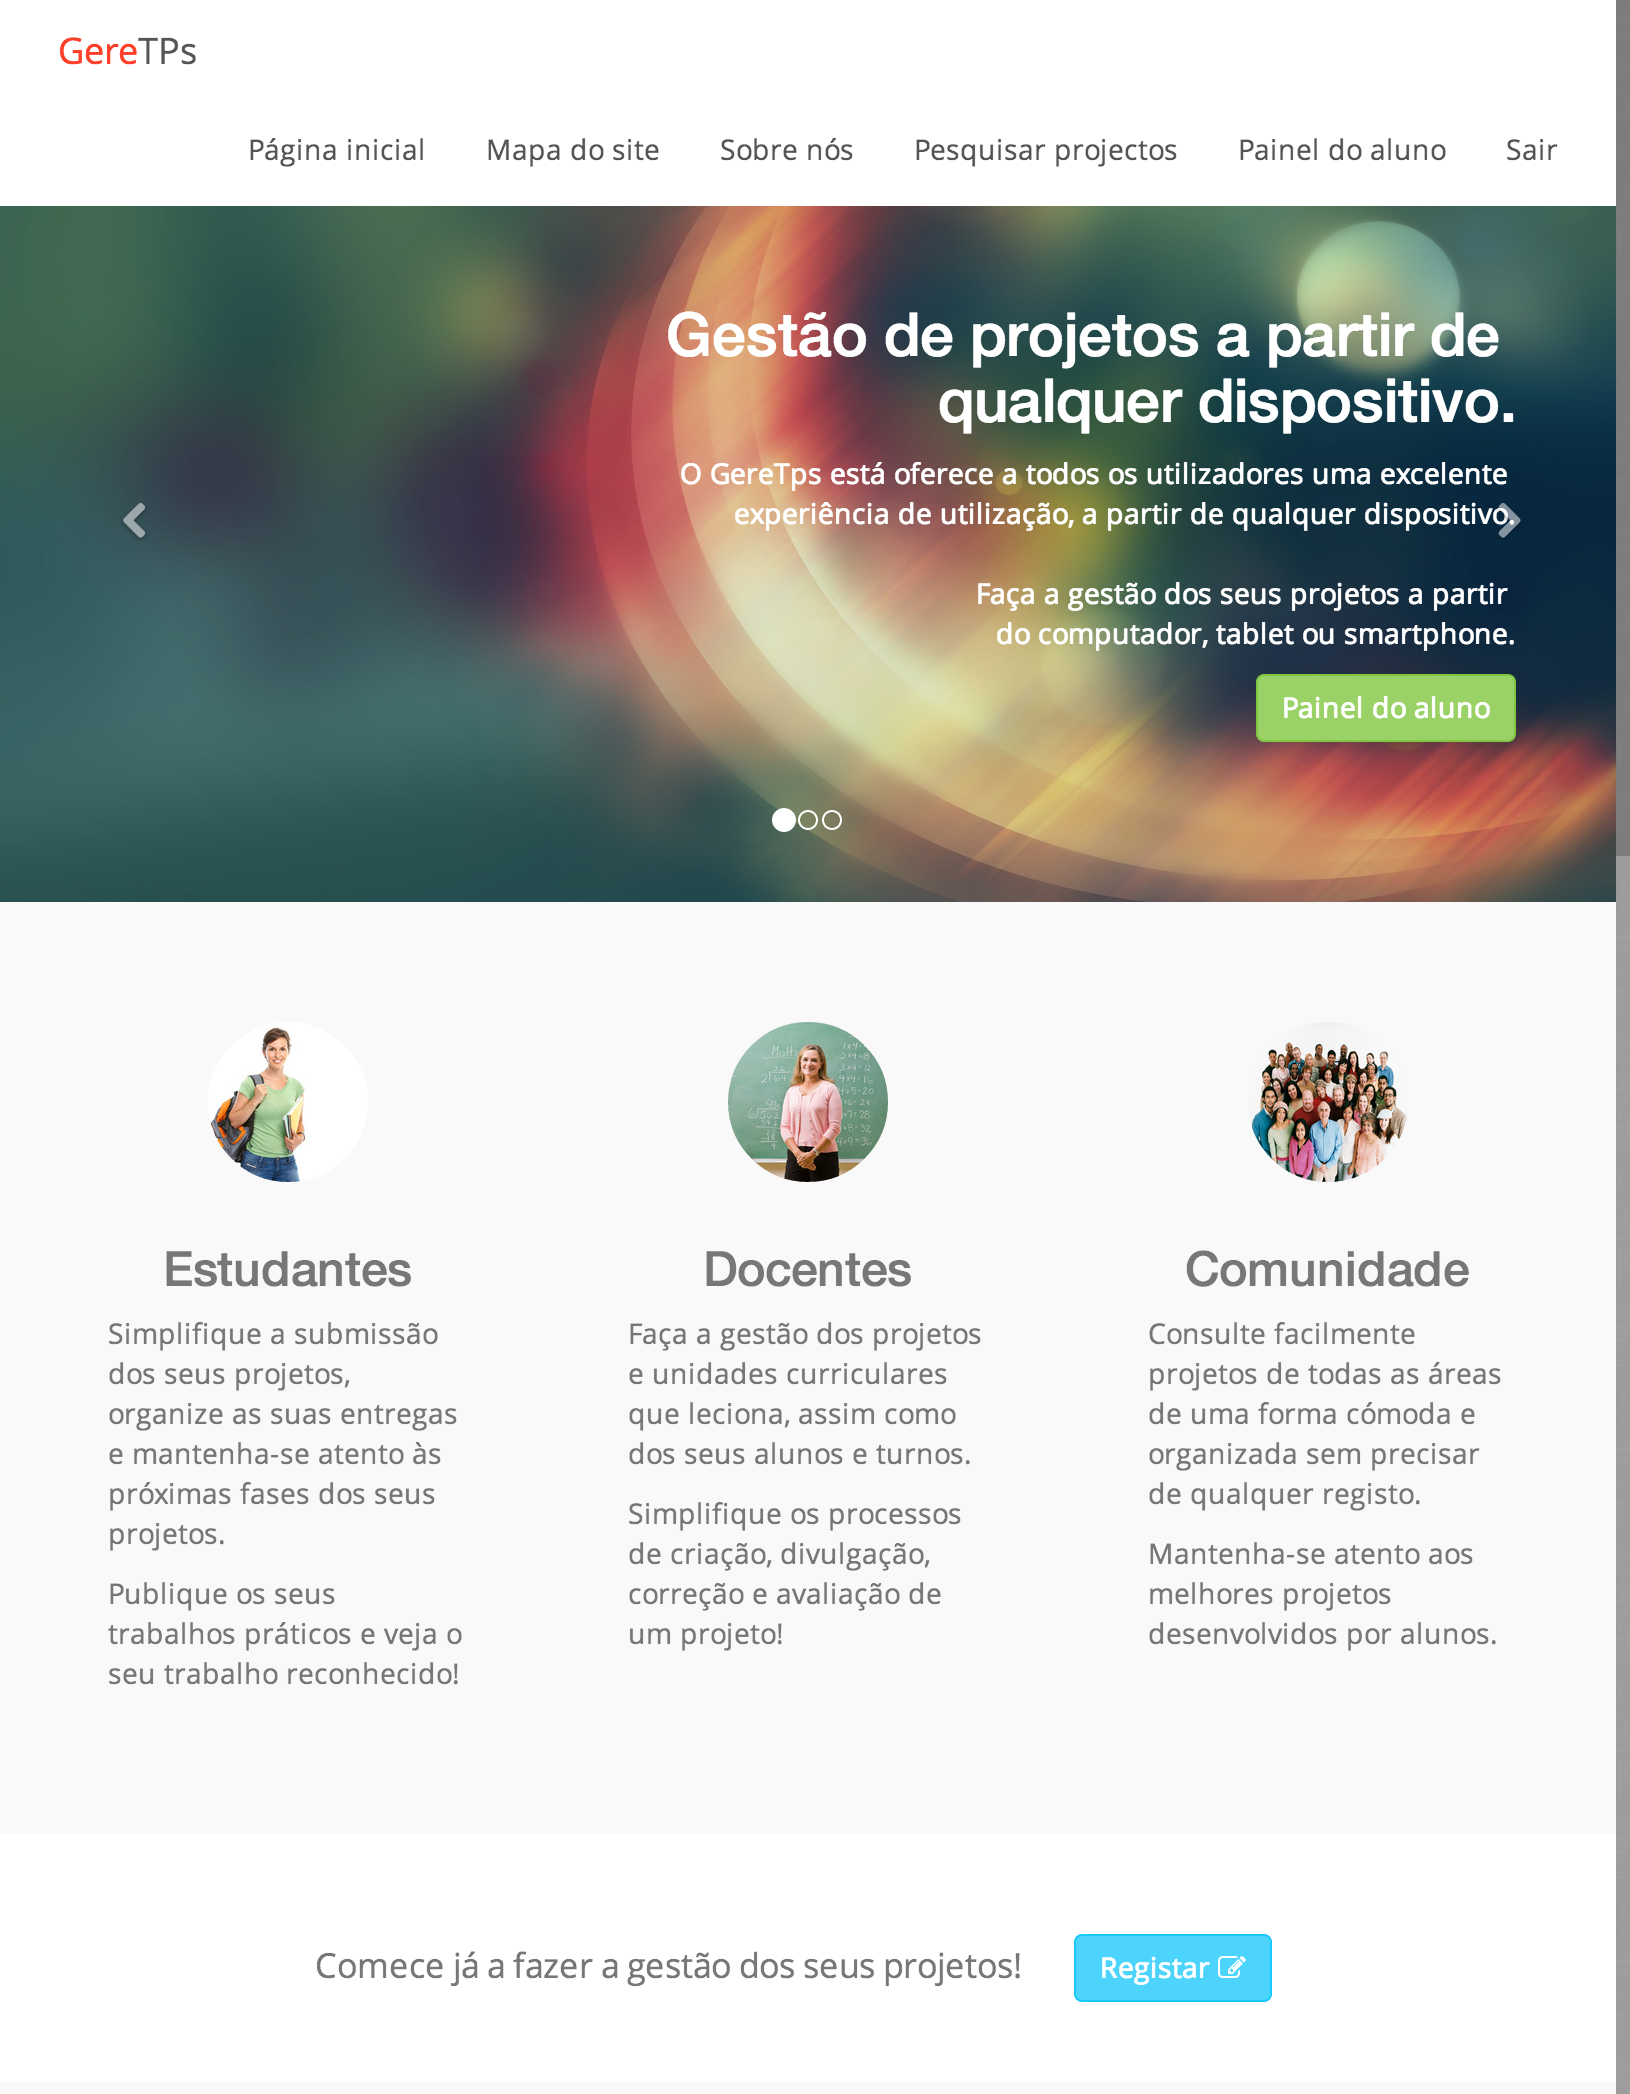 GereTPs
Página inicial Mapa do site Sobre nós Pesquisar projectos Painel do aluno Sair
Gestão de projetos a partir de
qualquer dispositivo.
O GereTps está oferece a todos os utilizadores uma excelente
experiência de utilização, a partir de qualquer dispositivo.
Faça a gestão dos seus projetos a partir
do computador, tablet ou smartphone.
Painel do aluno
Math
Estudantes
Simplifique a submissão
dos seus projetos,
organize as suas entregas
e mantenha-se atento às
próximas fases dos seus
projetos.
Publique os seus
trabalhos práticos e veja o
seu trabalho reconhecido!
Docentes
Faça a gestão dos projetos
e unidades curriculares
que leciona, assim como
dos seus alunos e turnos.
Simplifique os processos
de criação, divulgação,
correção e avaliação de
um projeto!
Comunidade
Consulte facilmente
projetos de todas as áreas
de uma forma cómoda e
organizada sem precisar
de qualquer registo.
Mantenha-se atento aos
melhores projetos
desenvolvidos por alunos.
Comece já a fazer a gestão dos seus projetos!
Registar